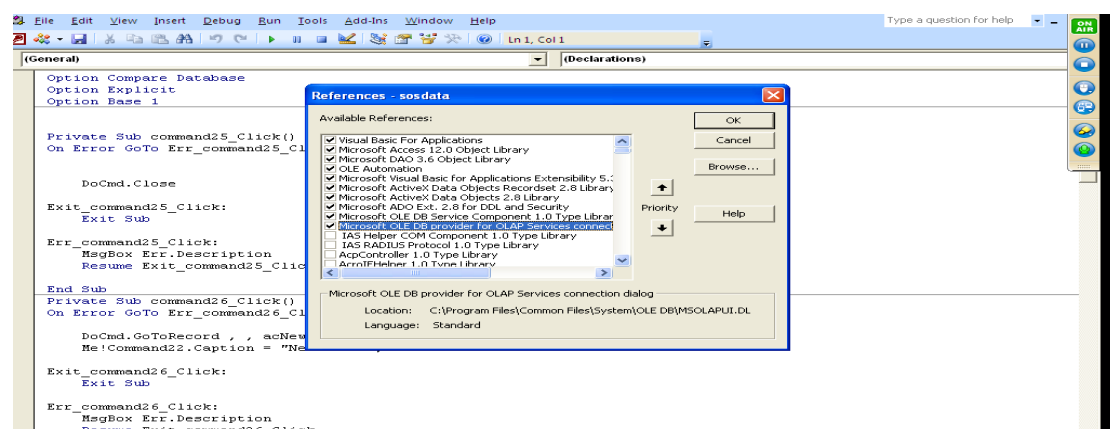 File Edit View Insert Debug Run Tools Add-Ins Window Help Type a question for help
Ln 1, Col 1
ON
AIR
(General) (Declarations)
Option Compare Database
Option Explicit
Option Base 1
Private Sub command25_Click()
On Error GoTo Err_command25_Cl
DoCmd.Close
Exit_command25_Click:
Exit Sub
Err_command25_Click:
MsgBox Err.Description
Resume Exit_command25_Clic
End Sub
Private Sub command26_Click()
On Error GoTo Err_command26_Cl
DoCmd.GoToRecord , , acNew
Me!Command22.Caption = "Ne
Exit_command26_Click:
Exit Sub
Err_command26_Click:
MsgBox Err.Description
References - sosdata
Available References:
Visual Basic For Applications
Microsoft Access 12.0 Object Library
Microsoft DAO 3.6 Object Library
OLE Automation
Microsoft Visual Basic for Applications Extensibility 5.
Microsoft ActiveX Data Objects Recordset 2.8 Library
Microsoft ActiveX Data Objects 2.8 Library
Microsoft ADO Ext. 2.8 for DDL and Security
Microsoft OLE DB Service Component 1.0 Type Librar
Microsoft OLE DB provider for OLAP Services connect
IAS Helper COM Component 1.0 Type Library
IAS RADIUS Protocol 1.0 Type Library
AcpController 1.0 Type Library
AcroIEHelper 1.0 Type Library
OK
Cancel
Browse...
Priority
Help
Microsoft OLE DB provider for OLAP Services connection dialog
Location: C:\Program Files\Common Files\System\OLE DB\MSOLAPUI.DL
Language: Standard